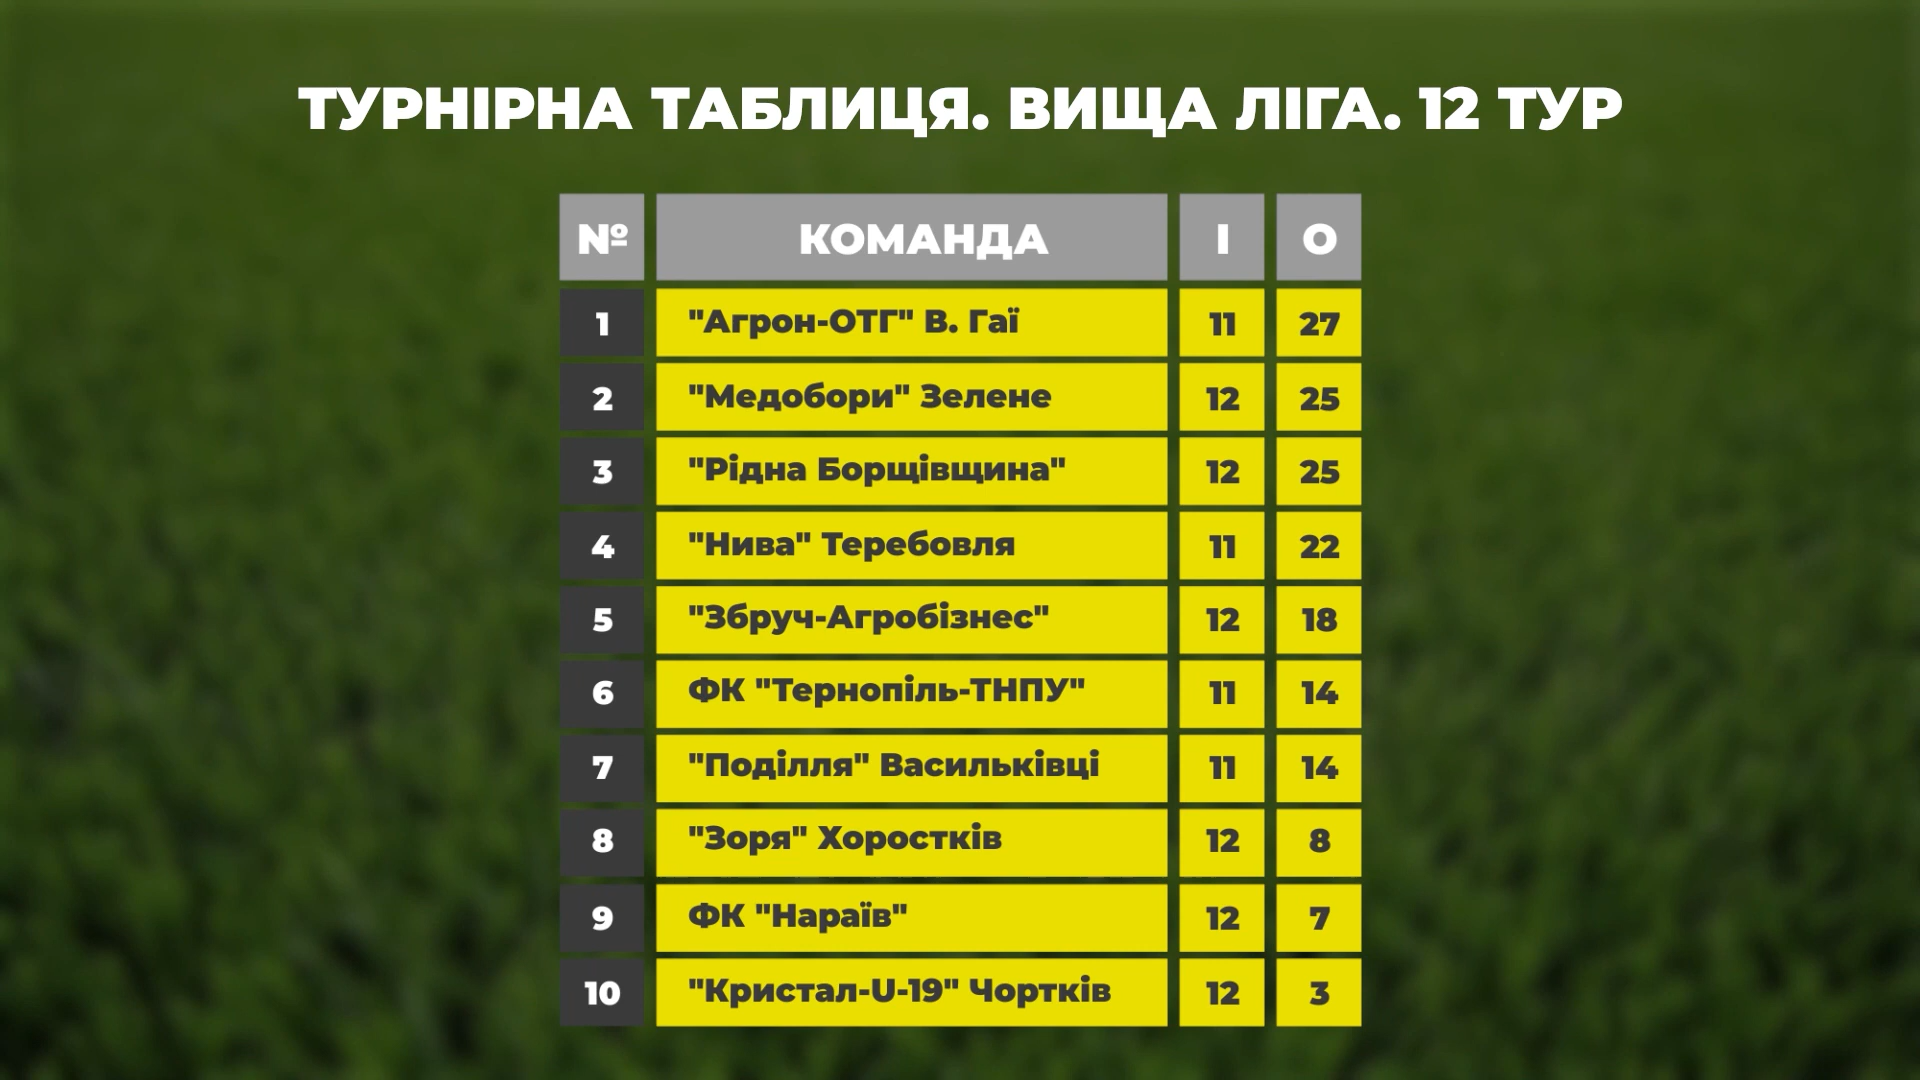 ТУРНІРНА ТАБЛИЦЯ. ВИЩА ЛІГА. 12 ТУР
№ КОМАНДА І О
1 "Агрон-ОТГ" В. Гаї 11 27
2 "Медобори" Зелене 12 25
3 "Рідна Борщівщина" 12 25
4 "Нива" Теребовля 11 22
5 "Збруч-Агробізнес" 12 18
6 ФК "Тернопіль-ТНПУ" 11 14
7 "Поділля" Васильківці 11 14
8 "Зоря" Хоростків 12 8
9 ФК "Нараїв" 12 7
10 "Кристал-U-19" Чортків 12 3